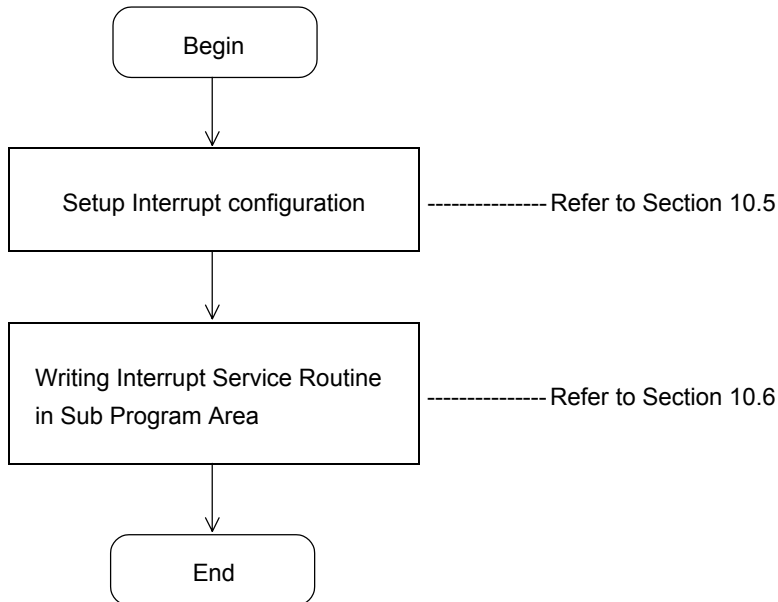 Begin
Setup Interrupt configuration
--------------- Refer to Section 10.5
Writing Interrupt Service Routine
in Sub Program Area
--------------- Refer to Section 10.6
End